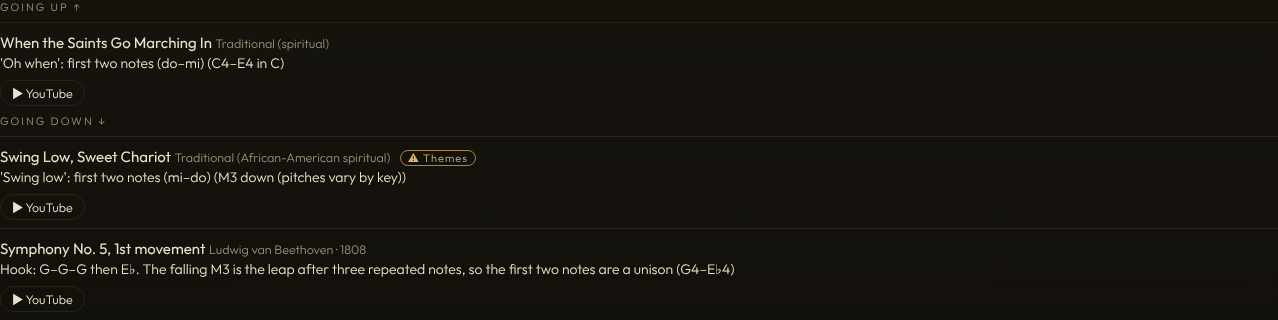 GOING UP ↑
When the Saints Go Marching In Traditional (spiritual)
'Oh when': first two notes (do–mi) (C4–E4 in C)
▶ YouTube
GOING DOWN ↓
Swing Low, Sweet Chariot Traditional (African-American spiritual) ⚠ Themes
'Swing low': first two notes (mi–do) (M3 down (pitches vary by key))
▶ YouTube
Symphony No. 5, 1st movement Ludwig van Beethoven · 1808
Hook: G–G–G then E♭. The falling M3 is the leap after three repeated notes, so the first two notes are a unison (G4–E♭4)
▶ YouTube